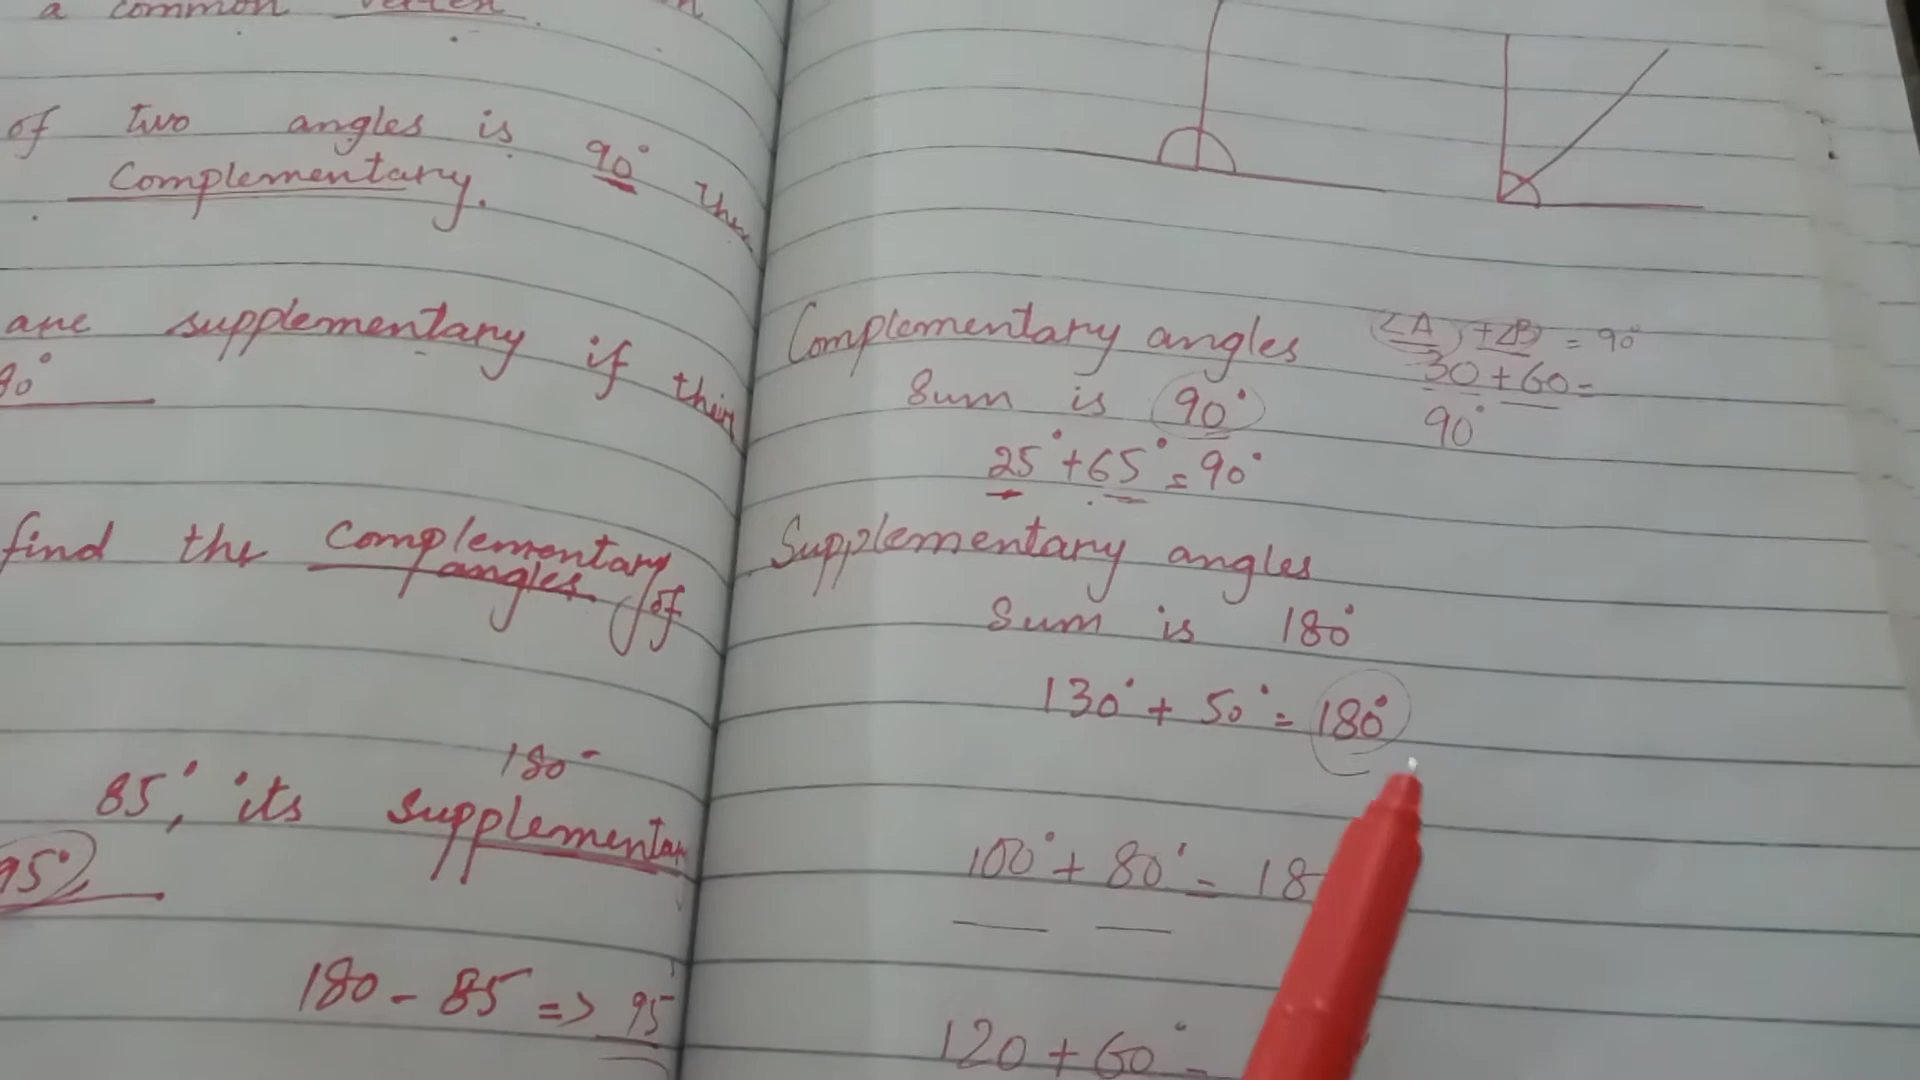 a common
of two angles is 90° then
Complementary.
are supplementary if their
find the Complementary
angles of
180-
85°, its supplementar
95°
180 - 85 => 95
Complementary angles ∠A + ∠B = 90°
30 + 60 =
Sum is 90° 90°
25° + 65° = 90°
Supplementary angles
Sum is 180°
130° + 50° = 180°
100° + 80° = 18
120 + 60° =